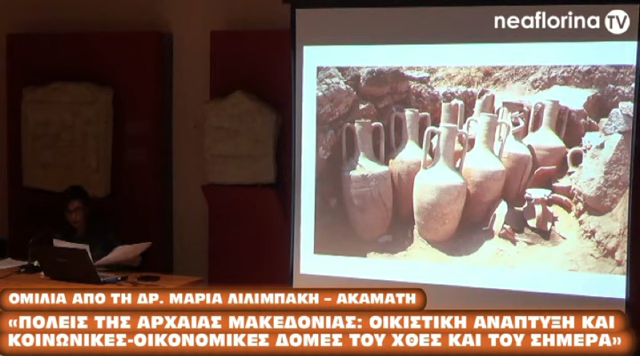 neaflorina TV
ΟΜΙΛΙΑ ΑΠΟ ΤΗ ΔΡ. ΜΑΡΙΑ ΛΙΛΙΜΠΑΚΗ – ΑΚΑΜΑΤΗ
«ΠΟΛΕΙΣ ΤΗΣ ΑΡΧΑΙΑΣ ΜΑΚΕΔΟΝΙΑΣ: ΟΙΚΙΣΤΙΚΗ ΑΝΑΠΤΥΞΗ ΚΑΙ
ΚΟΙΝΩΝΙΚΕΣ-ΟΙΚΟΝΟΜΙΚΕΣ ΔΟΜΕΣ ΤΟΥ ΧΘΕΣ ΚΑΙ ΤΟΥ ΣΗΜΕΡΑ»